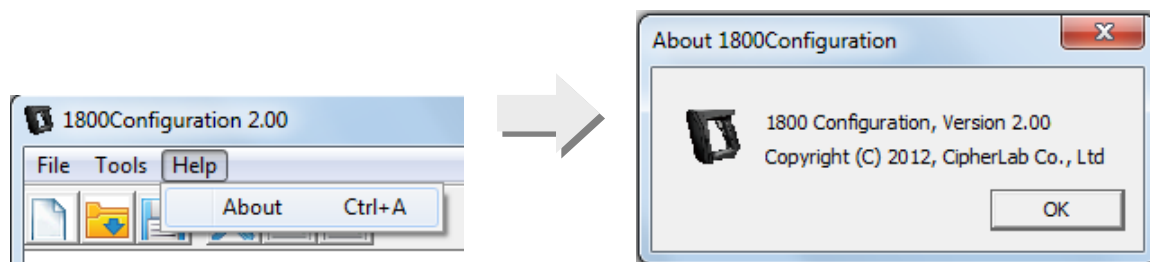 1800Configuration 2.00
File Tools Help
About Ctrl+A
About 1800Configuration
1800 Configuration, Version 2.00
Copyright (C) 2012, CipherLab Co., Ltd
OK